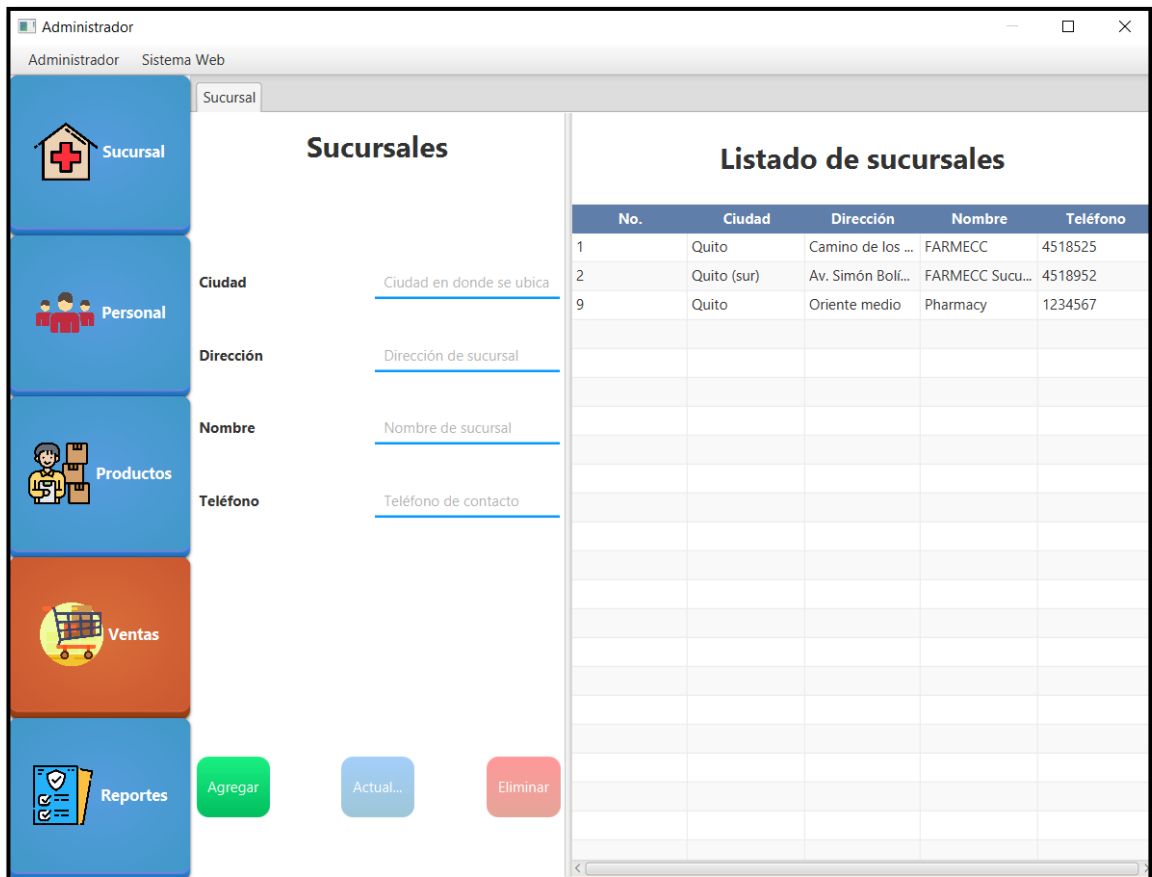 Administrador
Administrador Sistema Web
Sucursal
Personal
Productos
Ventas
Reportes
Sucursal
Sucursales
Ciudad Ciudad en donde se ubica
Dirección Dirección de sucursal
Nombre Nombre de sucursal
Teléfono Teléfono de contacto
Agregar Actual... Eliminar
Listado de sucursales
No. Ciudad Dirección Nombre Teléfono
1 Quito Camino de los ... FARMECC 4518525
2 Quito (sur) Av. Simón Bolí... FARMECC Sucu... 4518952
9 Quito Oriente medio Pharmacy 1234567